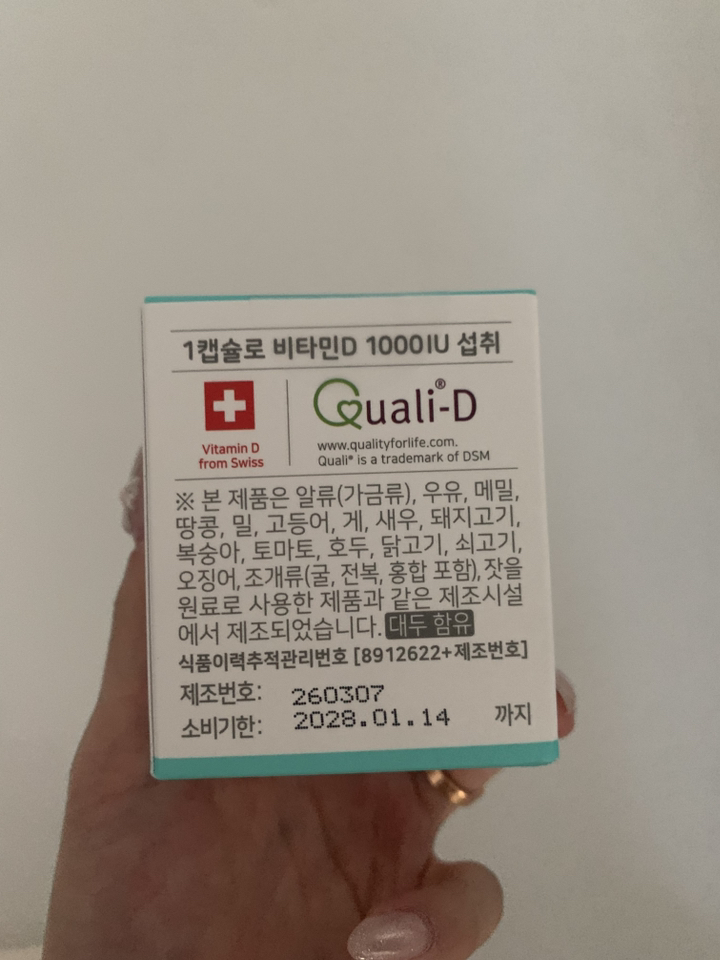 1캡슐로 비타민D 1000IU 섭취
Vitamin D
from Swiss
Quali-D®
www.qualityforlife.com.
Quali® is a trademark of DSM
※ 본 제품은 알류(가금류), 우유, 메밀,
땅콩, 밀, 고등어, 게, 새우, 돼지고기,
복숭아, 토마토, 호두, 닭고기, 쇠고기,
오징어, 조개류(굴, 전복, 홍합 포함), 잣을
원료로 사용한 제품과 같은 제조시설
에서 제조되었습니다. 대두 함유
식품이력추적관리번호 [8912622+제조번호]
제조번호: 260307
소비기한: 2028.01.14 까지